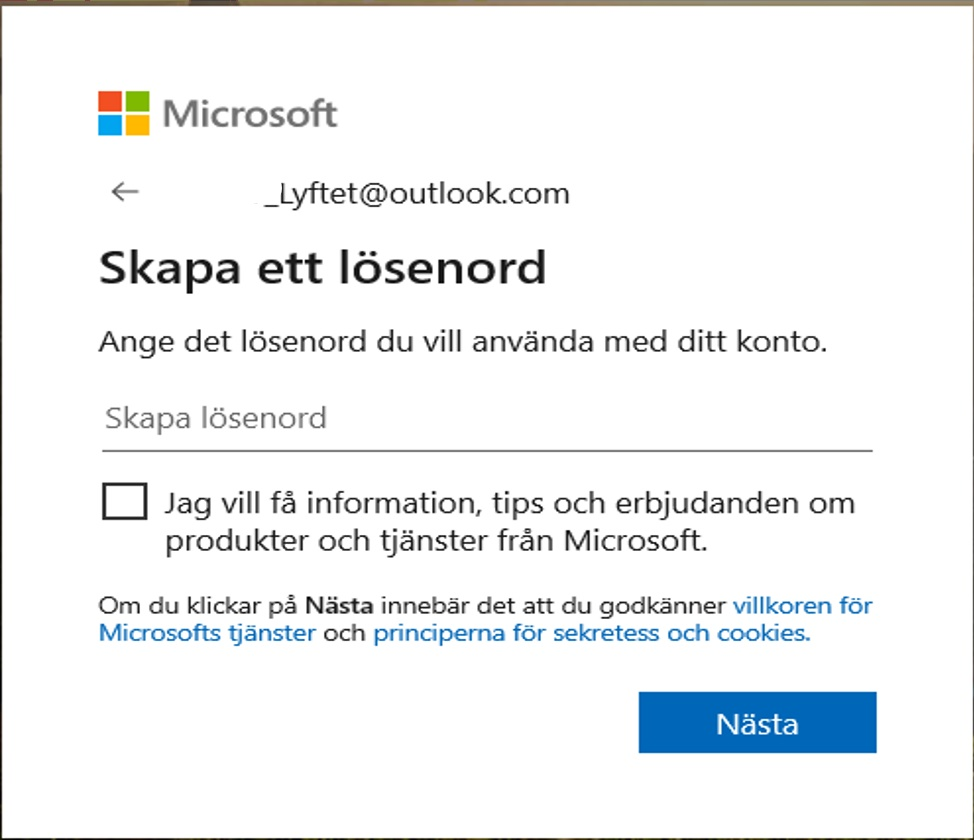 Microsoft
_Lyftet@outlook.com
Skapa ett lösenord
Ange det lösenord du vill använda med ditt konto.
Skapa lösenord
Jag vill få information, tips och erbjudanden om
produkter och tjänster från Microsoft.
Om du klickar på Nästa innebär det att du godkänner villkoren för
Microsofts tjänster och principerna för sekretess och cookies.
Nästa